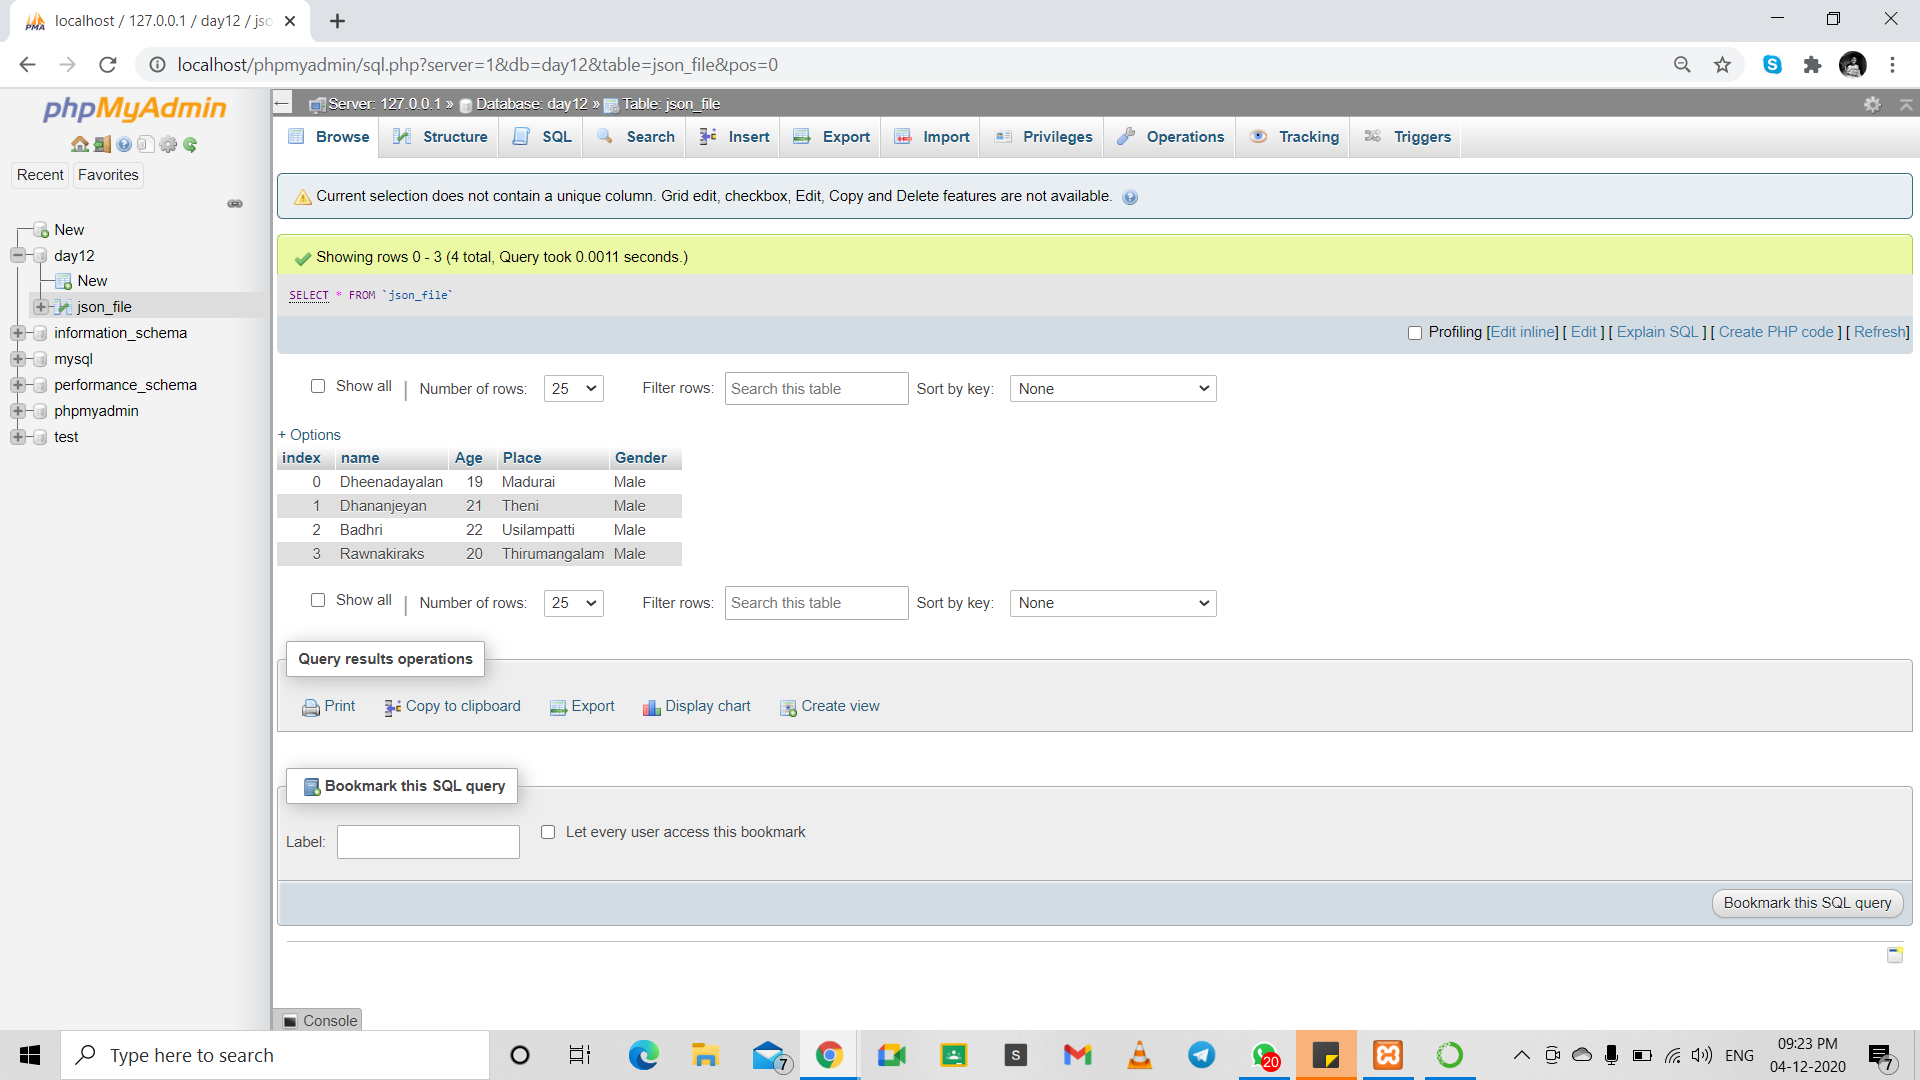 localhost / 127.0.0.1 / day12 / jso
localhost/phpmyadmin/sql.php?server=1&db=day12&table=json_file&pos=0
phpMyAdmin
Recent
Favorites
New
day12
New
json_file
information_schema
mysql
performance_schema
phpmyadmin
test
Server: 127.0.0.1 » Database: day12 » Table: json_file
Browse Structure SQL Search Insert Export Import Privileges Operations Tracking Triggers
Current selection does not contain a unique column. Grid edit, checkbox, Edit, Copy and Delete features are not available.
Showing rows 0 - 3 (4 total, Query took 0.0011 seconds.)
SELECT * FROM `json_file`
Profiling [Edit inline] [ Edit ] [ Explain SQL ] [ Create PHP code ] [ Refresh]
Show all | Number of rows: 25 Filter rows: Search this table Sort by key: None
+ Options
index name Age Place Gender
0 Dheenadayalan 19 Madurai Male
1 Dhananjeyan 21 Theni Male
2 Badhri 22 Usilampatti Male
3 Rawnakiraks 20 Thirumangalam Male
Show all | Number of rows: 25 Filter rows: Search this table Sort by key: None
Query results operations
Print Copy to clipboard Export Display chart Create view
Bookmark this SQL query
Label: Let every user access this bookmark
Bookmark this SQL query
Console
Type here to search
7
S
20
ENG
09:23 PM
04-12-2020
7